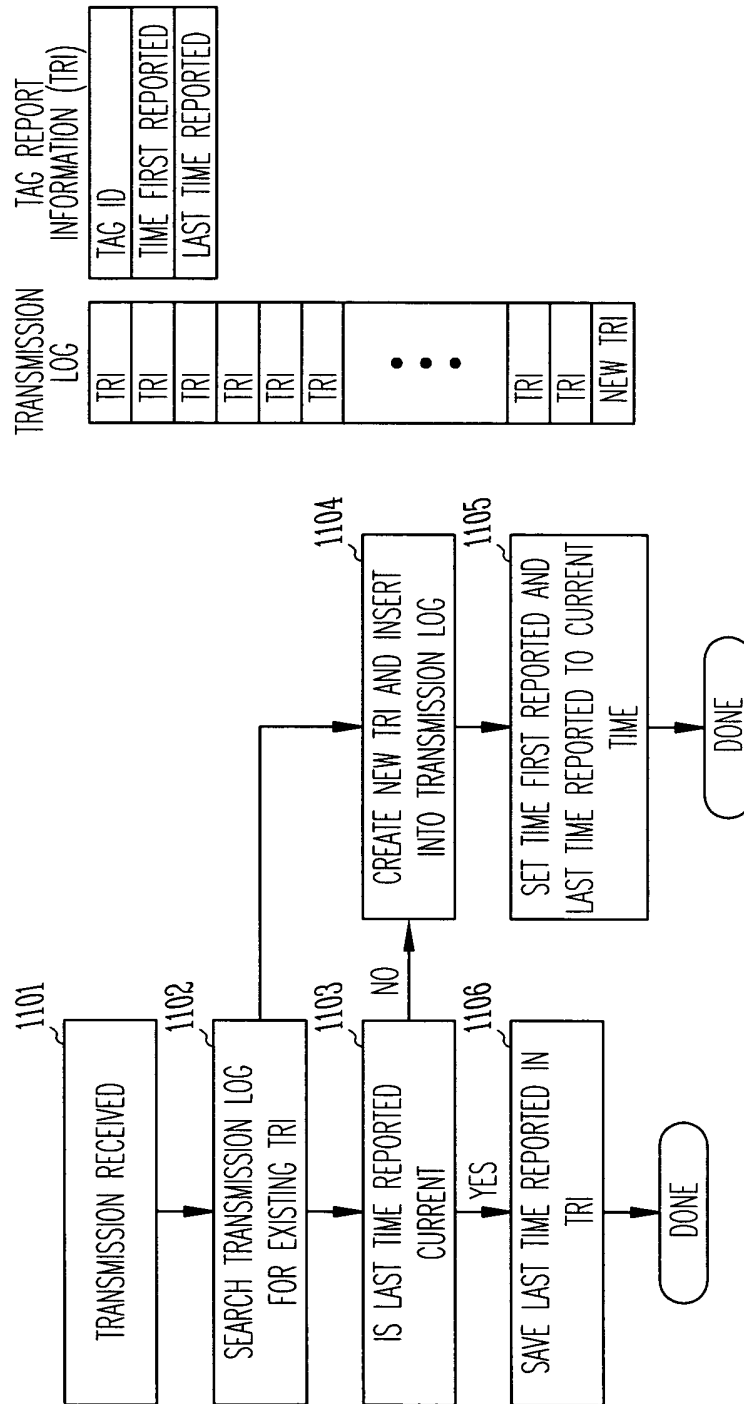 1101
TRANSMISSION RECEIVED
1102
SEARCH TRANSMISSION LOG
FOR EXISTING TRI
1103
IS LAST TIME REPORTED
CURRENT
NO
YES
1106
SAVE LAST TIME REPORTED IN
TRI
DONE
1104
CREATE NEW TRI AND INSERT
INTO TRANSMISSION LOG
1105
SET TIME FIRST REPORTED AND
LAST TIME REPORTED TO CURRENT
TIME
DONE
TRANSMISSION
LOG
TRI
TRI
TRI
TRI
TRI
TRI
TRI
TRI
NEW TRI
TAG REPORT
INFORMATION (TRI)
TAG ID
TIME FIRST REPORTED
LAST TIME REPORTED